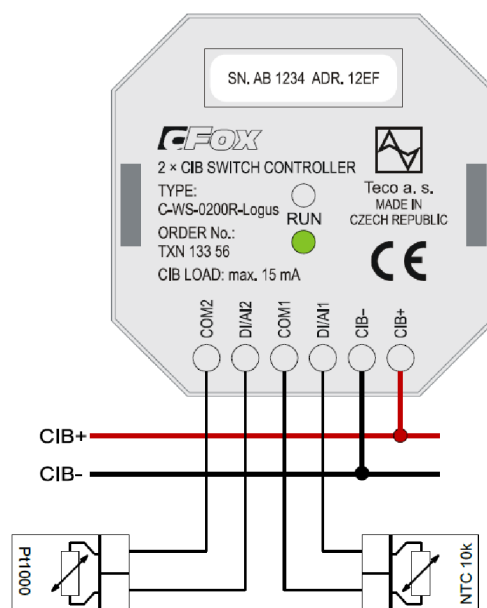 SN. AB 1234 ADR. 12EF
CFox
2 × CIB SWITCH CONTROLLER
TYPE:
C-WS-0200R-Logus
ORDER No.:
TXN 133 56
CIB LOAD: max. 15 mA
RUN
Teco a. s.
MADE IN
CZECH REPUBLIC
CE
COM2
DI/AI2
COM1
DI/AI1
CIB-
CIB+
CIB+
CIB-
Pt1000
NTC 10k